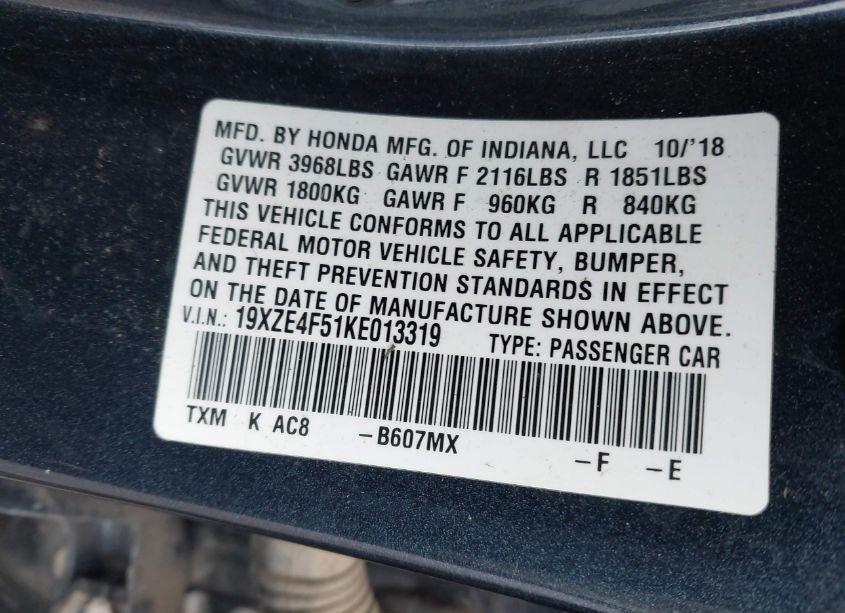 MFD. BY HONDA MFG. OF INDIANA, LLC 10/'18
GVWR 3968LBS GAWR F 2116LBS R 1851LBS
GVWR 1800KG GAWR F 960KG R 840KG
THIS VEHICLE CONFORMS TO ALL APPLICABLE
FEDERAL MOTOR VEHICLE SAFETY, BUMPER,
AND THEFT PREVENTION STANDARDS IN EFFECT
ON THE DATE OF MANUFACTURE SHOWN ABOVE.
V.I.N.: 19XZE4F51KE013319 TYPE: PASSENGER CAR
TXM K AC8 -B607MX -F -E